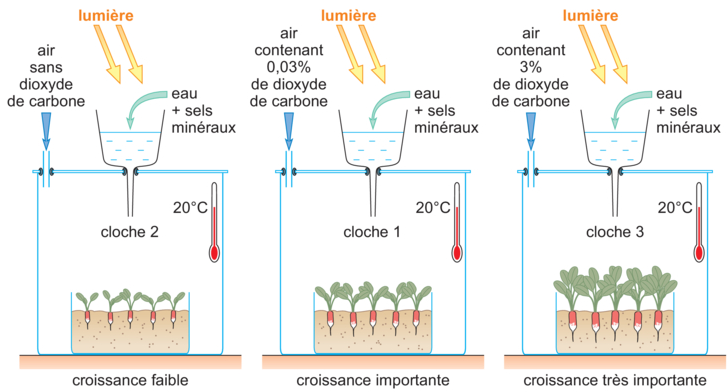 lumière
air
sans
dioxyde
de carbone
eau
+ sels
minéraux
20°C
cloche 2
croissance faible
lumière
air
contenant
0,03%
de dioxyde
de carbone
eau
+ sels
minéraux
20°C
cloche 1
croissance importante
lumière
air
contenant
3%
de dioxyde
de carbone
eau
+ sels
minéraux
20°C
cloche 3
croissance très importante